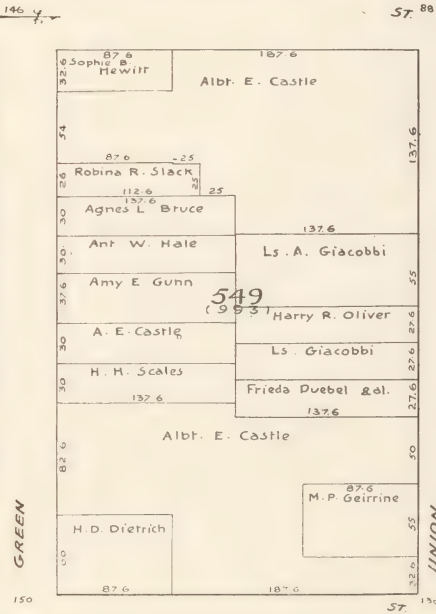 146
ST. 88
87.6
187.6
32.6
Sophie B.
Hewitt
Albt. E. Castle
54
137.6
87.6
25
26
Robina R. Slack
25
112.6
25
137.6
30
Agnes L Bruce
137.6
30.
Ant W. Hale
Ls. A. Giacobbi
55
37.6
Amy E Gunn
549
(993)
Harry R. Oliver
27.6
30
A. E. Castle
Ls. Giacobbi
27.6
30
H. H. Scales
Frieda Duebel &al.
27.6
137.6
137.6
Albt. E. Castle
50
82.6
87.6
M. P. Geirrine
55
GREEN
H. D. Dietrich
UNION
32.6
87.6
187.6
150
ST.